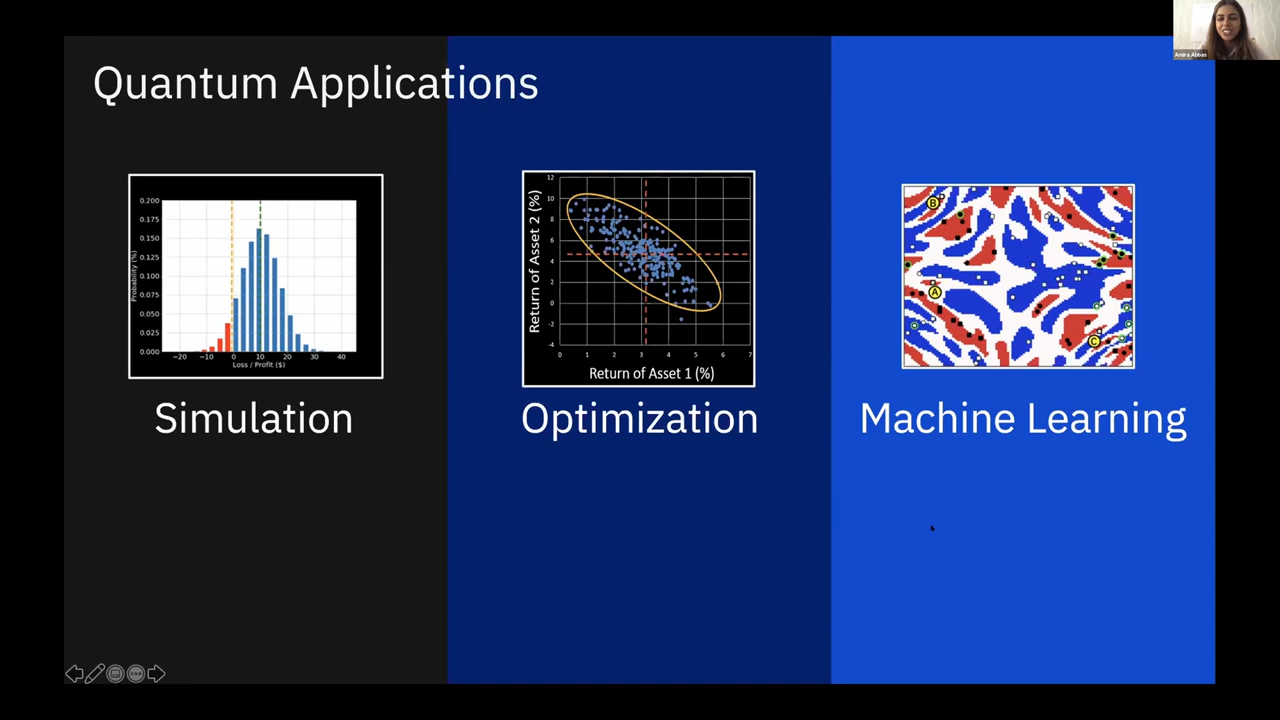 Amira Abbas
Quantum Applications
0.200
0.175
0.150
0.125
0.100
0.075
0.050
0.025
0.000
Probability (%)
−20 −10 0 10 20 30 40
Loss / Profit ($)
Simulation
12
10
8
6
4
2
0
-2
-4
Return of Asset 2 (%)
0 1 2 3 4 5 6 7
Return of Asset 1 (%)
Optimization
B
A
C
Machine Learning